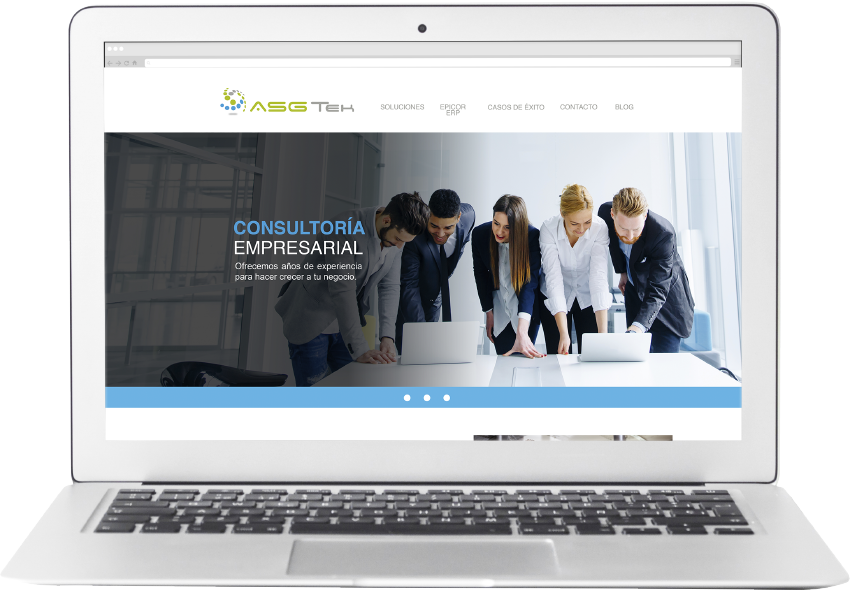 ASG TEK
SOLUCIONES
EPICOR
ERP
CASOS DE ÉXITO
CONTACTO
BLOG
CONSULTORÍA
EMPRESARIAL
Ofrecemos años de experiencia
para hacer crecer a tu negocio.